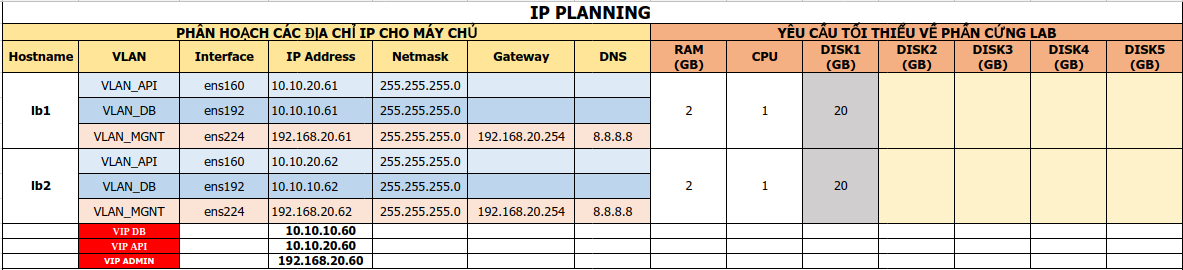 IP PLANNING
PHÂN HOẠCH CÁC ĐỊA CHỈ IP CHO MÁY CHỦ YÊU CẦU TỐI THIỂU VỀ PHẦN CỨNG LAB
Hostname VLAN Interface IP Address Netmask Gateway DNS RAM (GB) CPU DISK1 (GB) DISK2 (GB) DISK3 (GB) DISK4 (GB) DISK5 (GB)
lb1 VLAN_API ens160 10.10.20.61 255.255.255.0 2 1 20
VLAN_DB ens192 10.10.10.61 255.255.255.0
VLAN_MGNT ens224 192.168.20.61 255.255.255.0 192.168.20.254 8.8.8.8
lb2 VLAN_API ens160 10.10.20.62 255.255.255.0 2 1 20
VLAN_DB ens192 10.10.10.62 255.255.255.0
VLAN_MGNT ens224 192.168.20.62 255.255.255.0 192.168.20.254 8.8.8.8
VIP DB 10.10.10.60
VIP API 10.10.20.60
VIP ADMIN 192.168.20.60